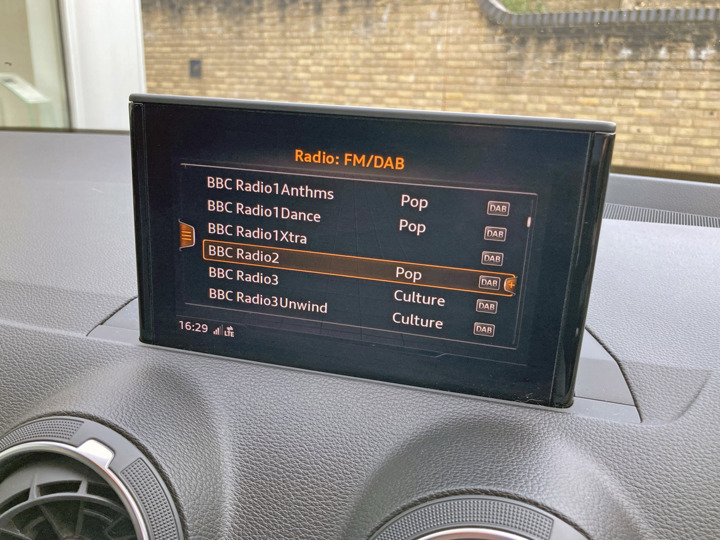 Radio: FM/DAB
BBC Radio1Anthms Pop DAB
BBC Radio1Dance Pop DAB
BBC Radio1Xtra DAB
BBC Radio2 Pop DAB
BBC Radio3 Culture DAB
BBC Radio3Unwind Culture DAB
16:29 LTE